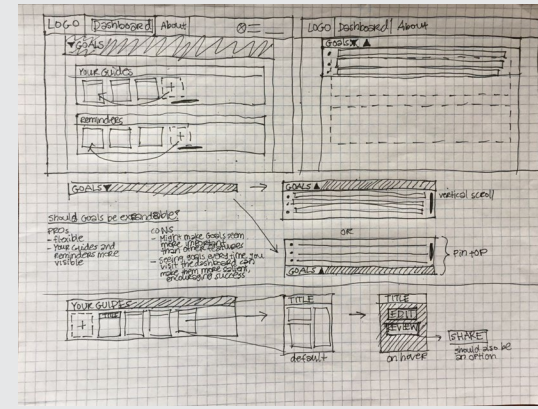 LOGO Dashboard About
▼GOALS
YOUR GUIDES
+
Reminders
+
LOGO Dashboard About
Goals ▼ ▲
GOALS▼
GOALS▲
vertical scroll
OR
GOALS▲
PIN TOP
Should Goals be expandible?
PROS
- flexible
- Your Guides and
Reminders more
visible
CONS
- Might make Goals seem
more important
than other features
- Seeing goals every time you
visit the dashboard can
make them more salient,
encouraging success
YOUR GUIDES
+
TITLE
TITLE
default
TITLE
EDIT
REVIEW
on hover
SHARE
should also be
an option